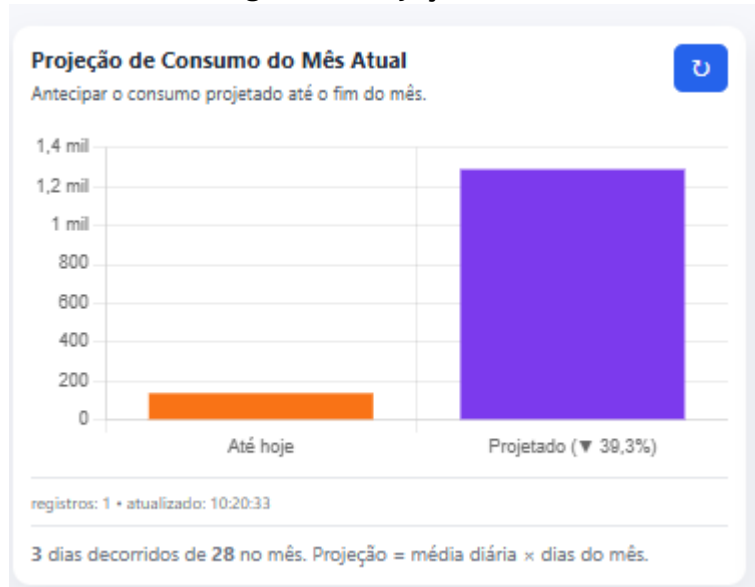 Projeção de Consumo do Mês Atual
Antecipar o consumo projetado até o fim do mês.
1,4 mil
1,2 mil
1 mil
800
600
400
200
0
Até hoje
Projetado (▼ 39,3%)
registros: 1 • atualizado: 10:20:33
3 dias decorridos de 28 no mês. Projeção = média diária × dias do mês.